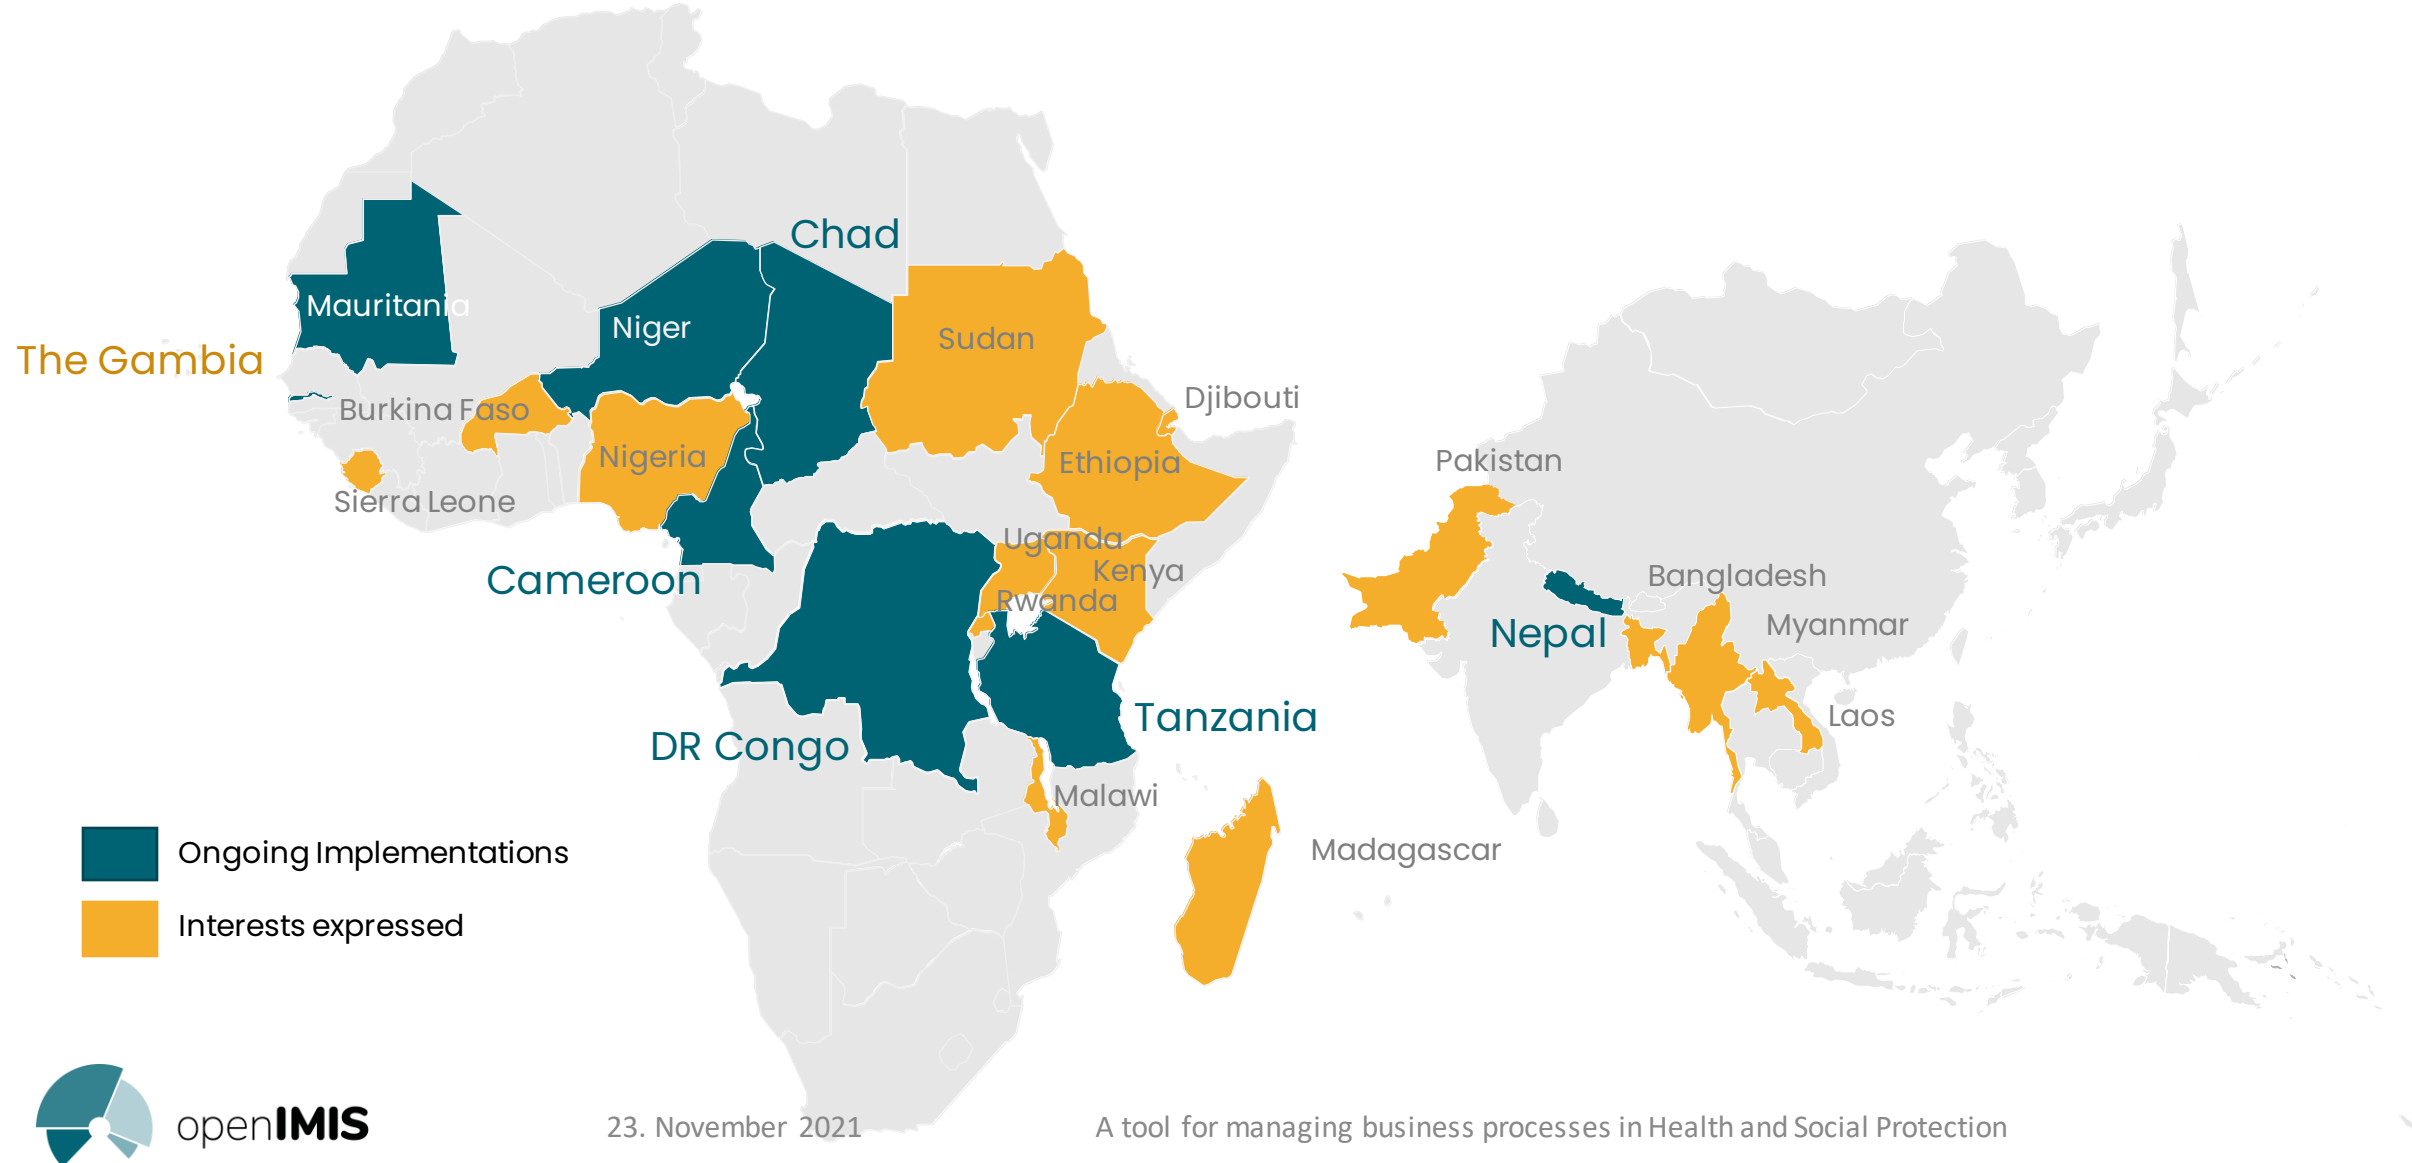 Chad
Mauritania
Niger
Sudan
The Gambia
Djibouti
Burkina Faso
Nigeria
Ethiopia
Pakistan
Sierra Leone
Uganda
Kenya
Cameroon
Rwanda
Bangladesh
Nepal
Myanmar
Tanzania
Laos
DR Congo
Malawi
Madagascar
Ongoing Implementations
Interests expressed
openIMIS
23. November 2021
A tool for managing business processes in Health and Social Protection